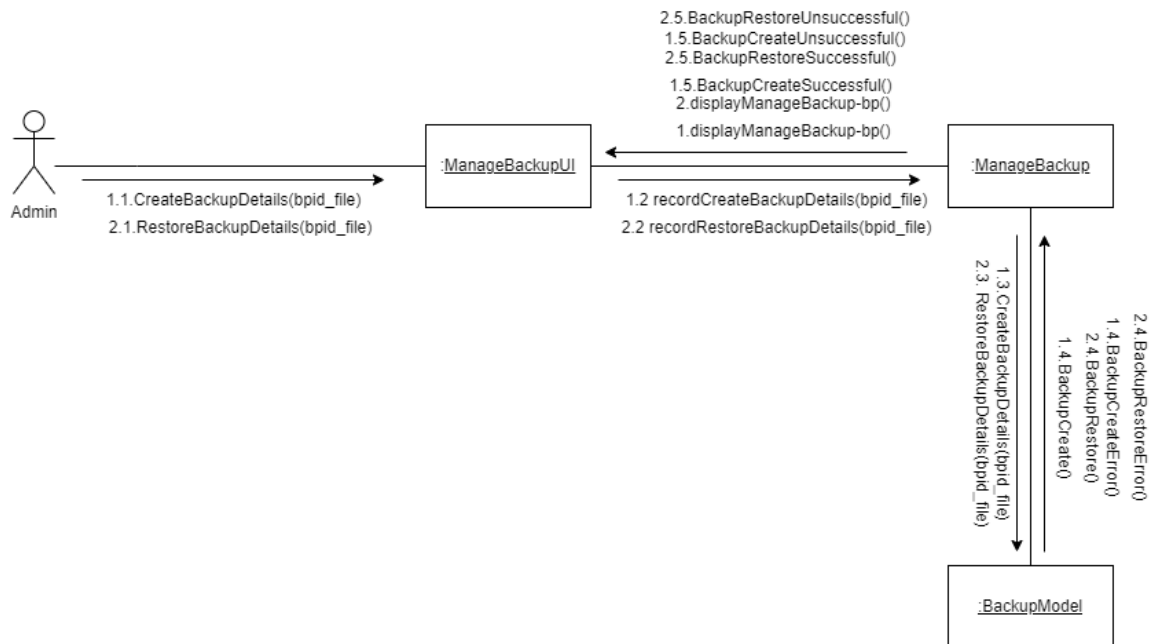 2.5.BackupRestoreUnsuccessful()
1.5.BackupCreateUnsuccessful()
2.5.BackupRestoreSuccessful()
1.5.BackupCreateSuccessful()
2.displayManageBackup-bp()
1.displayManageBackup-bp()
:ManageBackupUI
:ManageBackup
Admin
1.1.CreateBackupDetails(bpid_file)
2.1.RestoreBackupDetails(bpid_file)
1.2 recordCreateBackupDetails(bpid_file)
2.2 recordRestoreBackupDetails(bpid_file)
1.3.CreateBackupDetails(bpid_file)
2.3. RestoreBackupDetails(bpid_file)
2.4.BackupRestoreError()
1.4.BackupCreateError()
2.4.BackupRestore()
1.4.BackupCreate()
:BackupModel